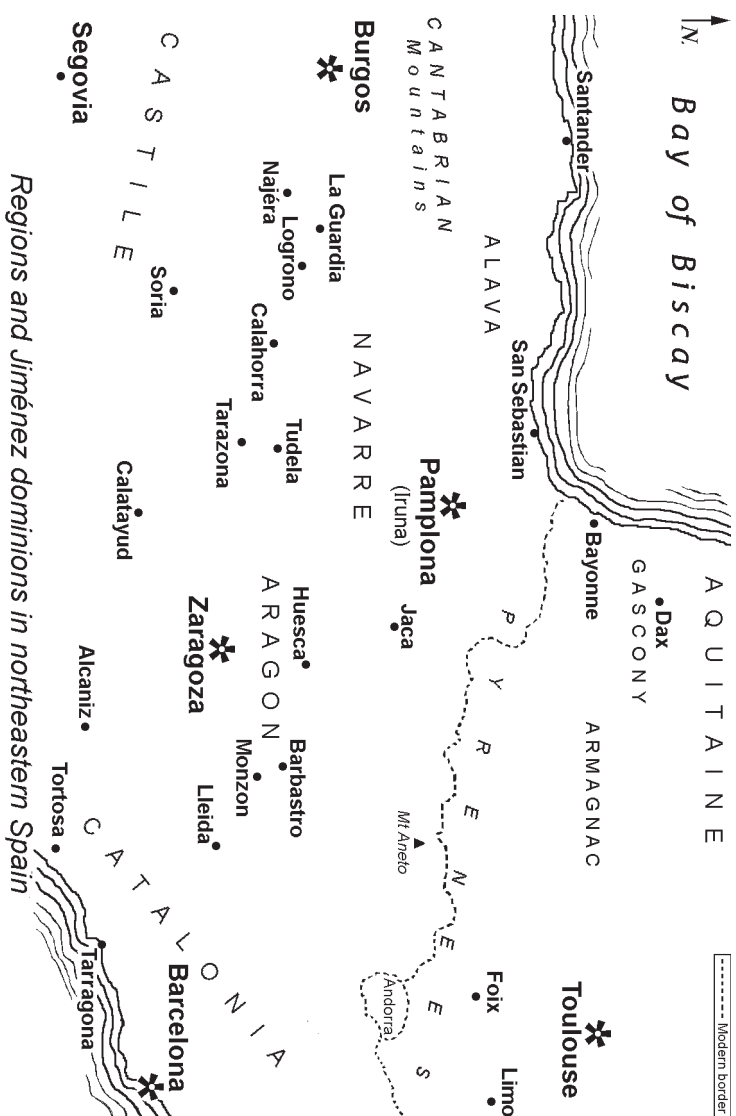 N.
Bay of Biscay
AQUITAINE
Modern border
Santander
Dax
GASCONY
Bayonne
ARMAGNAC
Toulouse
CANTABRIAN
Mountains
ALAVA
San Sebastian
PYRENEES
Foix
Limo
Burgos
La Guardia
NAVARRE
Pamplona
(Iruna)
Jaca
Mt Aneto
Andorra
Najéra
Logrono
Calahorra
Tudela
Tarazona
Huesca
ARAGON
Barbastro
Monzon
Zaragoza
Lleida
CASTILE
Soria
Calatayud
Segovia
Alcaniz
Tortosa
CATALONIA
Tarragona
Barcelona
Regions and Jiménez dominions in northeastern Spain